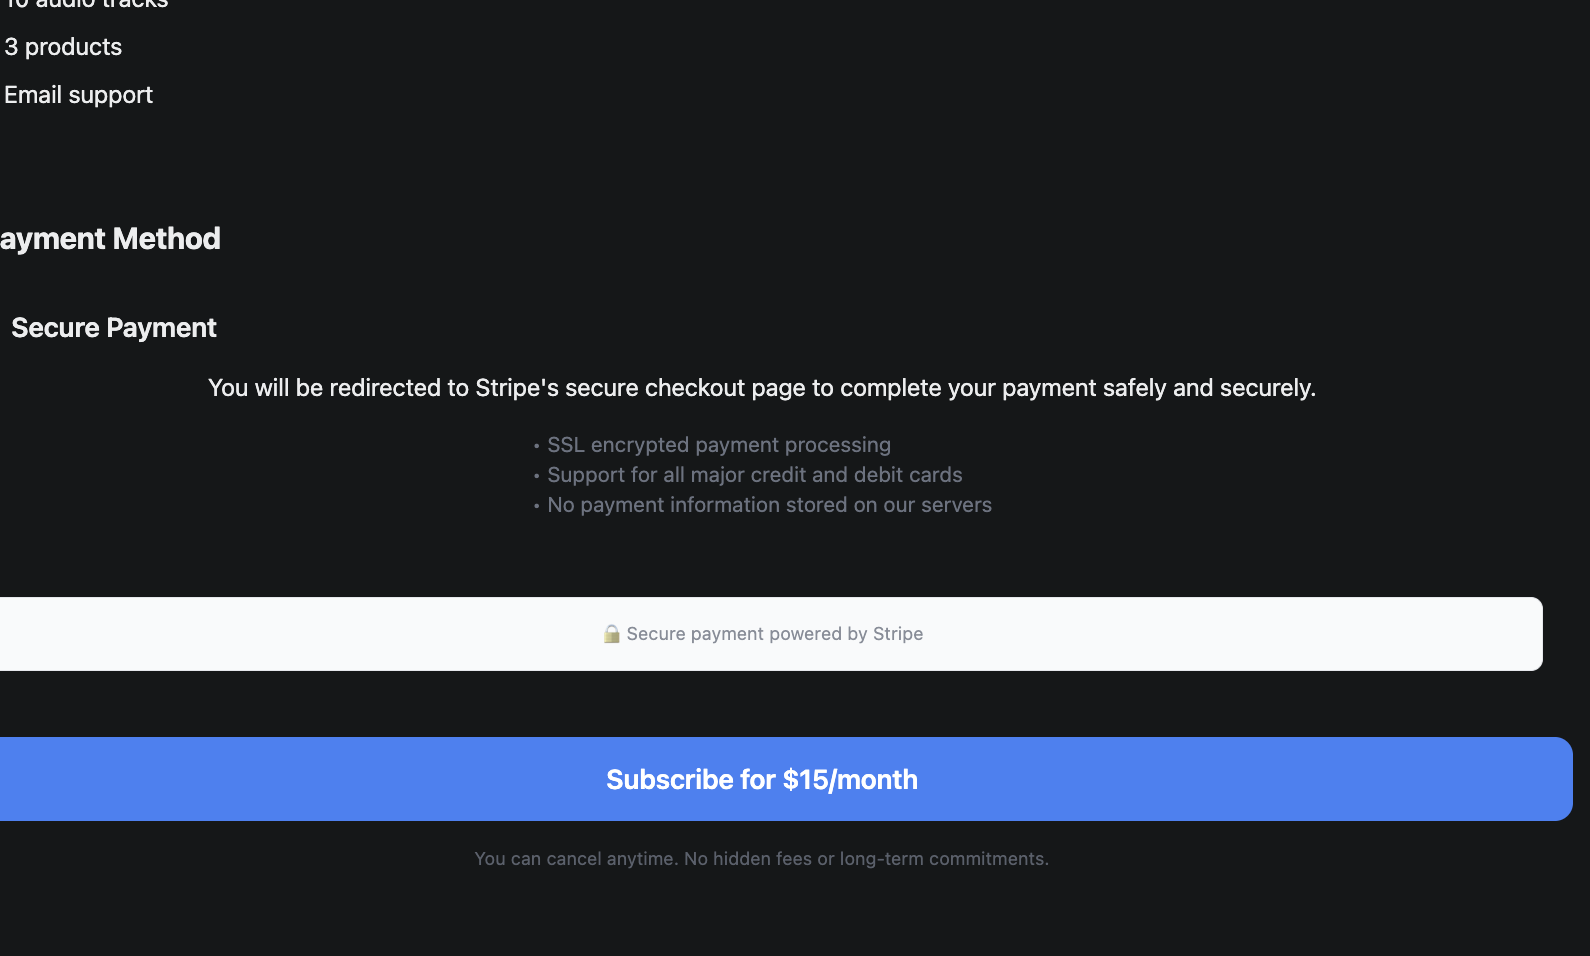 10 audio tracks
3 products
Email support
ayment Method
Secure Payment
You will be redirected to Stripe's secure checkout page to complete your payment safely and securely.
• SSL encrypted payment processing
• Support for all major credit and debit cards
• No payment information stored on our servers
🔒 Secure payment powered by Stripe
Subscribe for $15/month
You can cancel anytime. No hidden fees or long-term commitments.